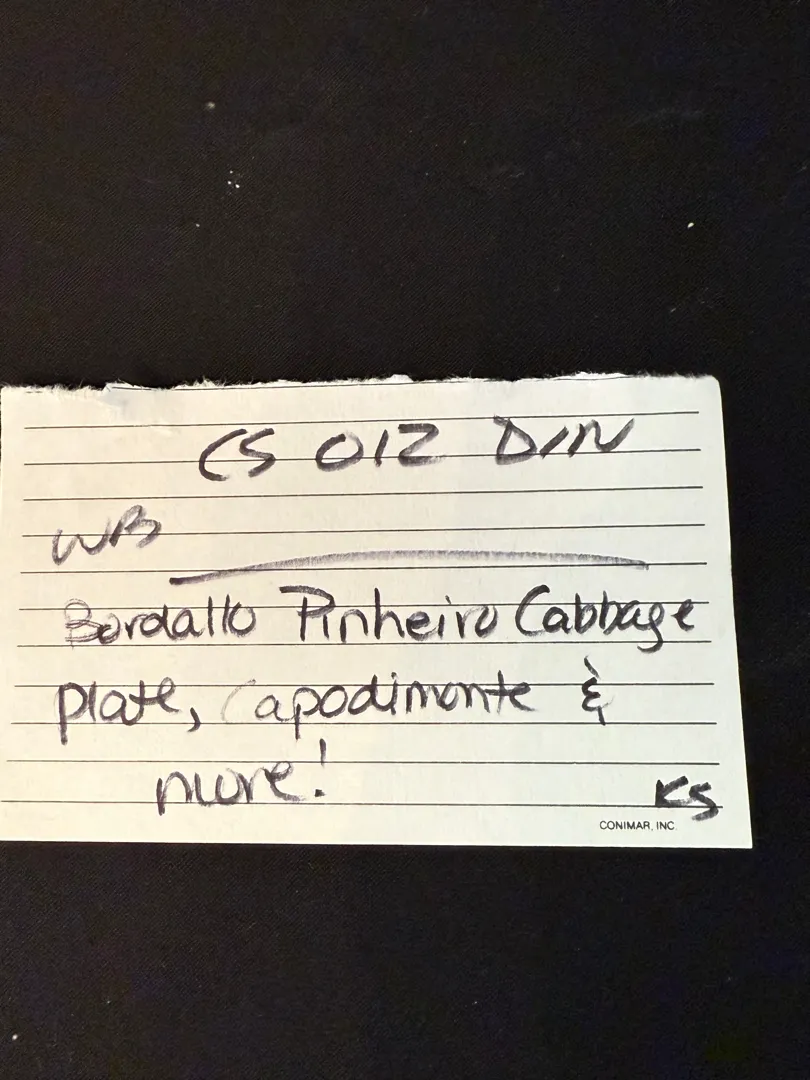 CS 012 DIN
WB
Bordallo Pinheiro Cabbage
plate, Capodimonte &
more!
KS
CONIMAR, INC.